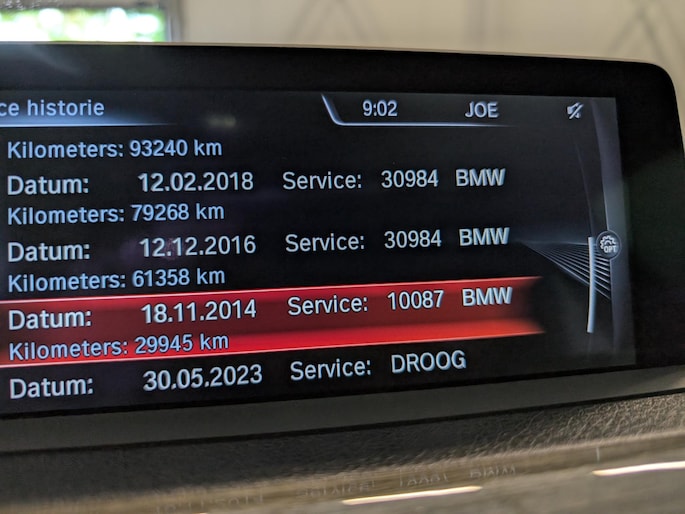 ce historie 9:02 JOE
Kilometers: 93240 km
Datum: 12.02.2018 Service: 30984 BMW
Kilometers: 79268 km
Datum: 12.12.2016 Service: 30984 BMW
OPT
Kilometers: 61358 km
Datum: 18.11.2014 Service: 10087 BMW
Kilometers: 29945 km
Datum: 30.05.2023 Service: DROOG